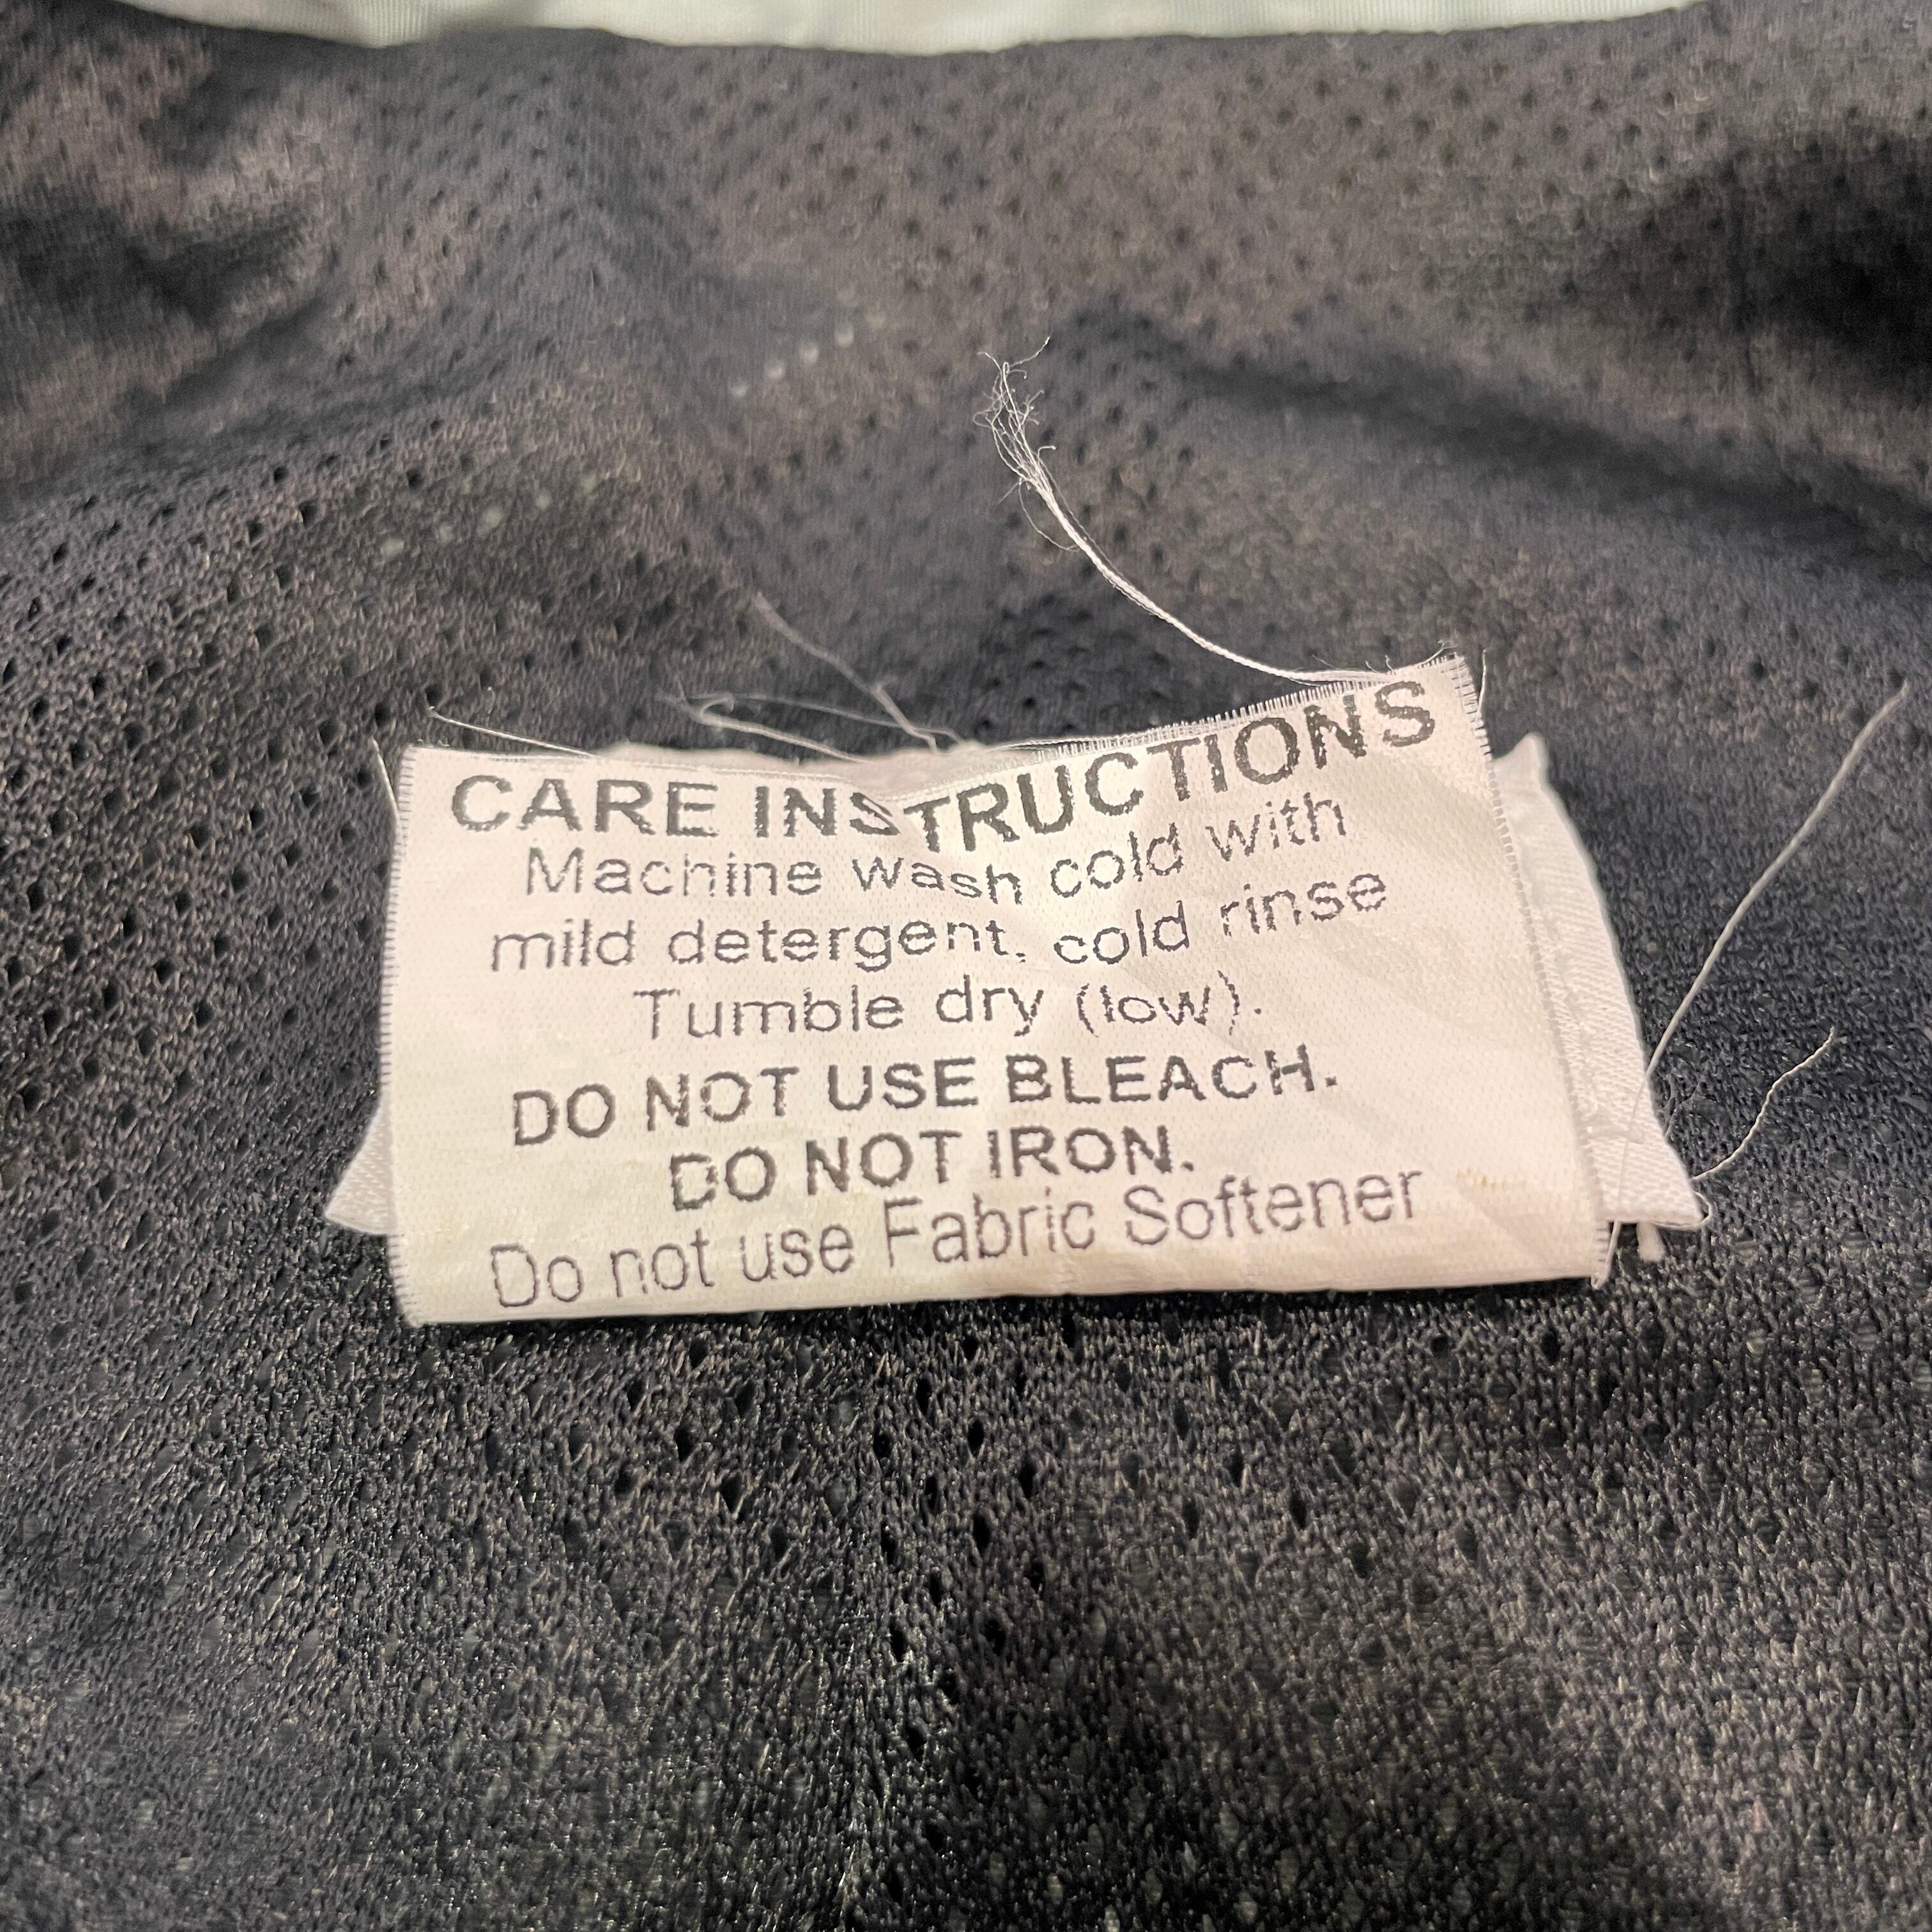 CARE INSTRUCTIONS
Machine wash cold with
mild detergent, cold rinse
Tumble dry (low).
DO NOT USE BLEACH.
DO NOT IRON.
Do not use Fabric Softener